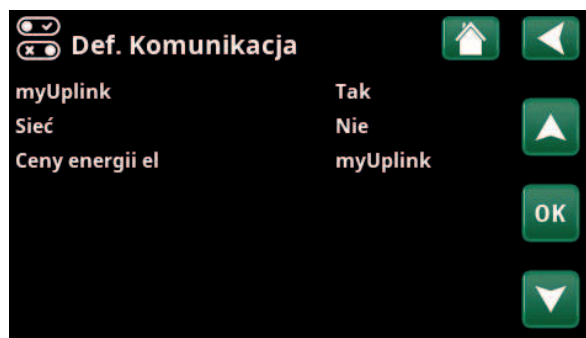 Def. Komunikacja
myUplink Tak
Sieć Nie
Ceny energii el myUplink
OK